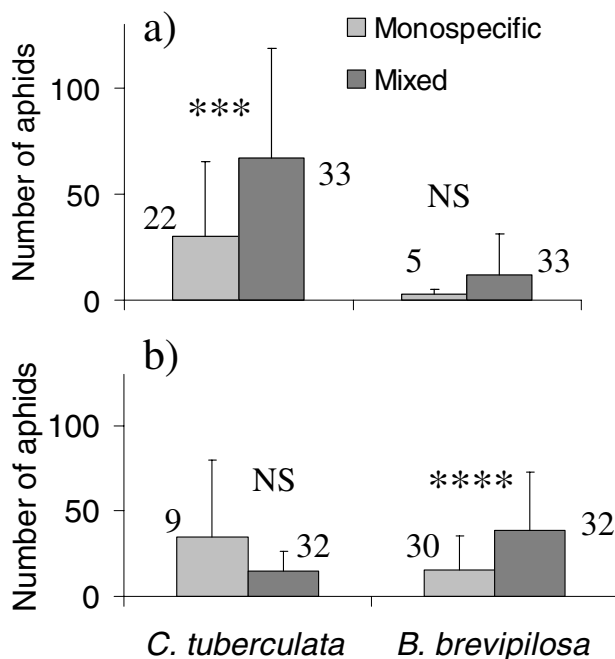 a)
Monospecific
Mixed
Number of aphids
100
50
0
***
22
33
NS
5
33
b)
Number of aphids
100
50
0
NS
9
32
****
30
32
C. tuberculata
B. brevipilosa